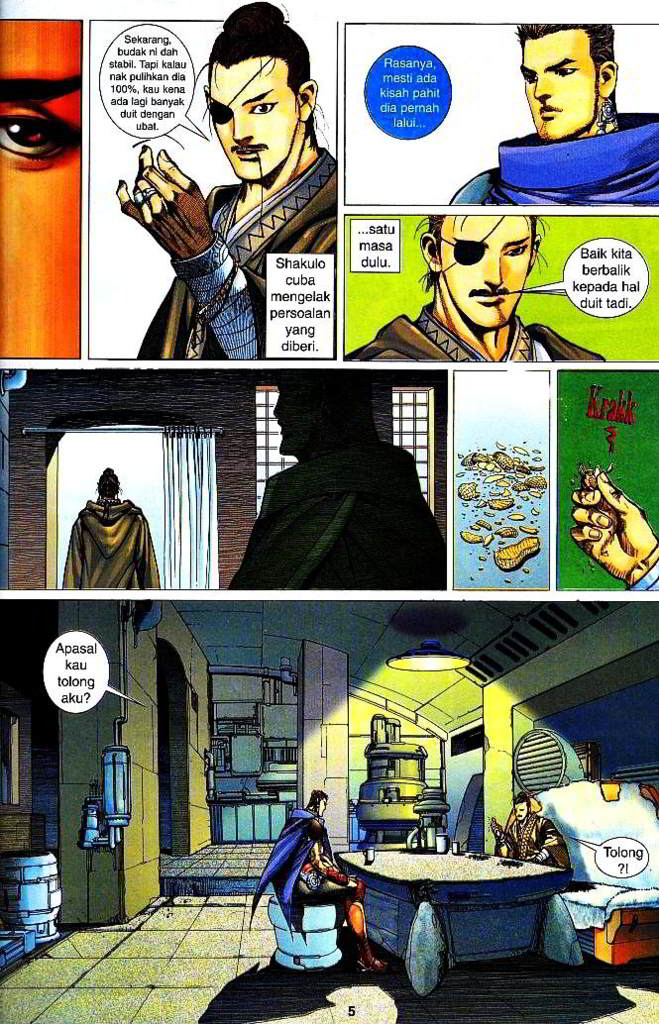 Sekarang,
budak ni dah
stabil. Tapi kalau
nak pulihkan dia
100%, kau kena
ada lagi banyak
duit dengan
ubat.
Shakulo
cuba
mengelak
persoalan
yang
diberi.
Rasanya,
mesti ada
kisah pahit
dia pernah
lalui...
...satu
masa
dulu.
Baik kita
berbalik
kepada hal
duit tadi.
Krakk
Apasal
kau
tolong
aku?
Tolong
?!
5